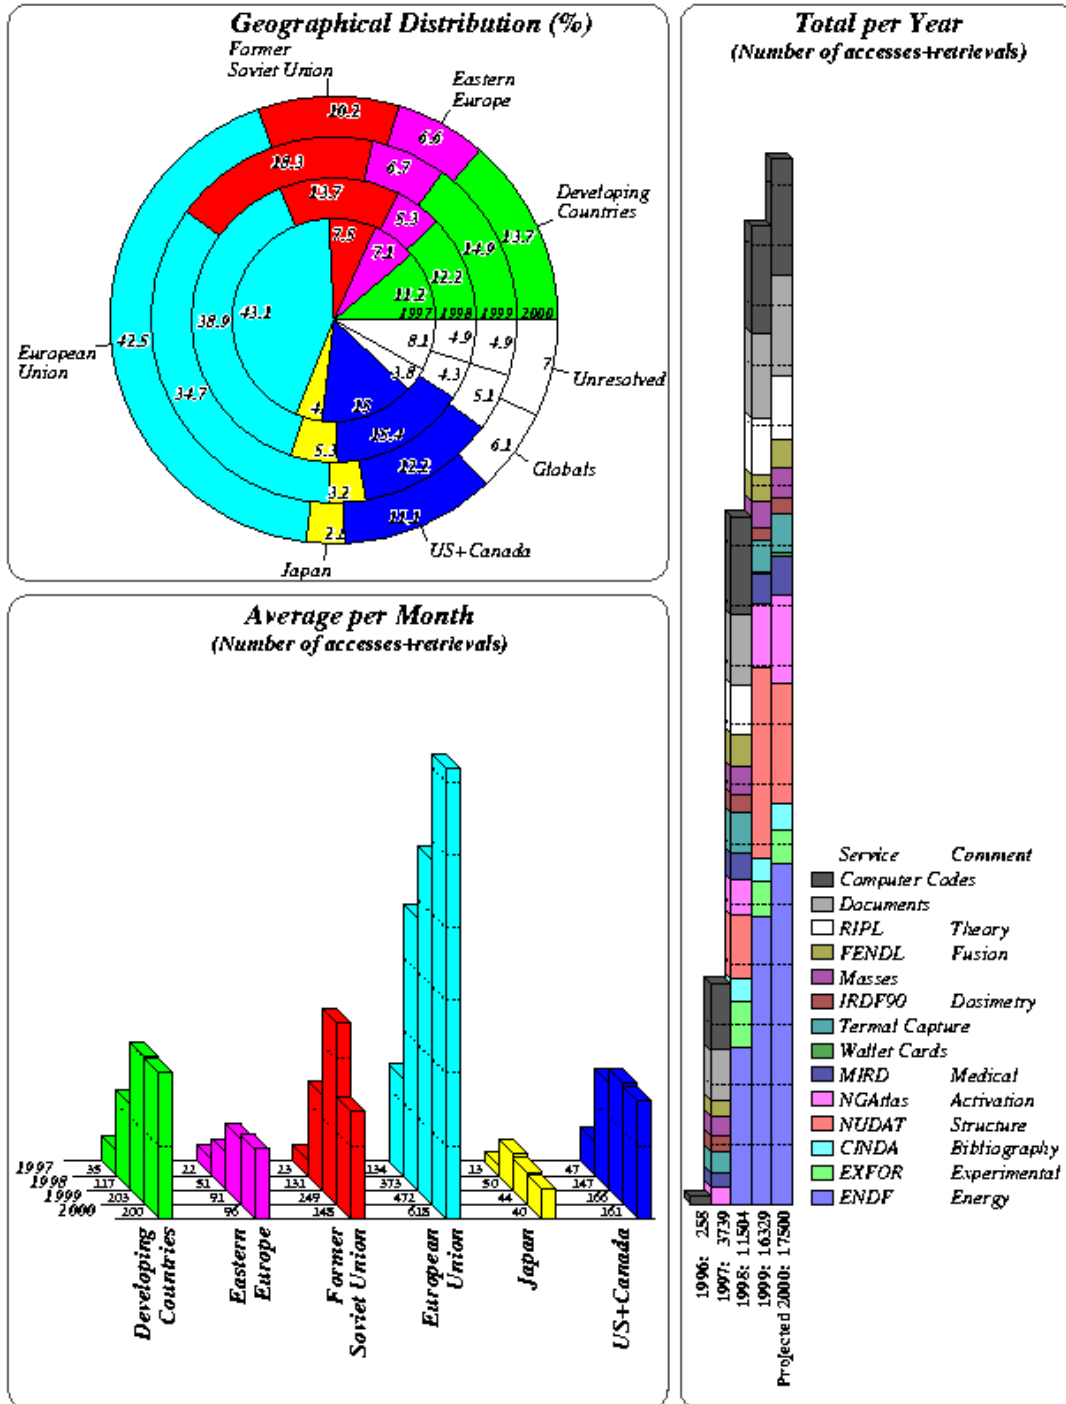 Geographical Distribution (%)
Former
Soviet Union
Eastern
Europe
Developing
Countries
Unresolved
Globals
US+Canada
Japan
European
Union
10.2
6.6
13.7
7
6.1
11.1
42.5
18.3
6.7
14.9
4.9
5.1
12.2
3.2
34.7
13.7
5.3
12.2
4.9
4.3
15.4
5.3
38.9
7.5
7.1
11.2
8.1
3.8
15
43.1
1997 1998 1999 2000
Average per Month
(Number of accesses+retrievals)
1997 35 22 23 134 13 47
1998 117 51 131 373 50 147
1999 203 91 249 472 44 166
2000 200 96 148 618 40 161
Developing
Countries
Eastern
Europe
Former
Soviet Union
European
Union
Japan
US+Canada
Total per Year
(Number of accesses+retrievals)
Service Comment
Computer Codes
Documents
RIPL Theory
FENDL Fusion
Masses
IRDF90 Dosimetry
Termal Capture
Wallet Cards
MIRD Medical
NGAtlas Activation
NUDAT Structure
CINDA Bibliography
EXFOR Experimental
ENDF Energy
1996: 258
1997: 3739
1998: 11504
1999: 16329
Projected 2000: 17500